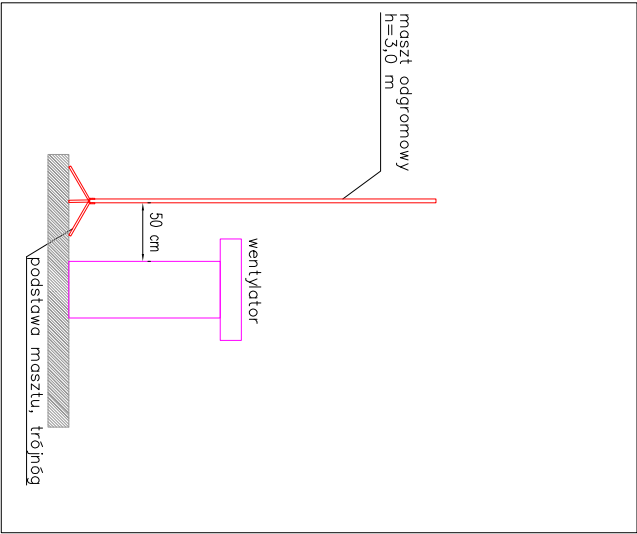 maszt odgromowy
h=3,0 m
wentylator
50 cm
podstawa masztu, trójnóg